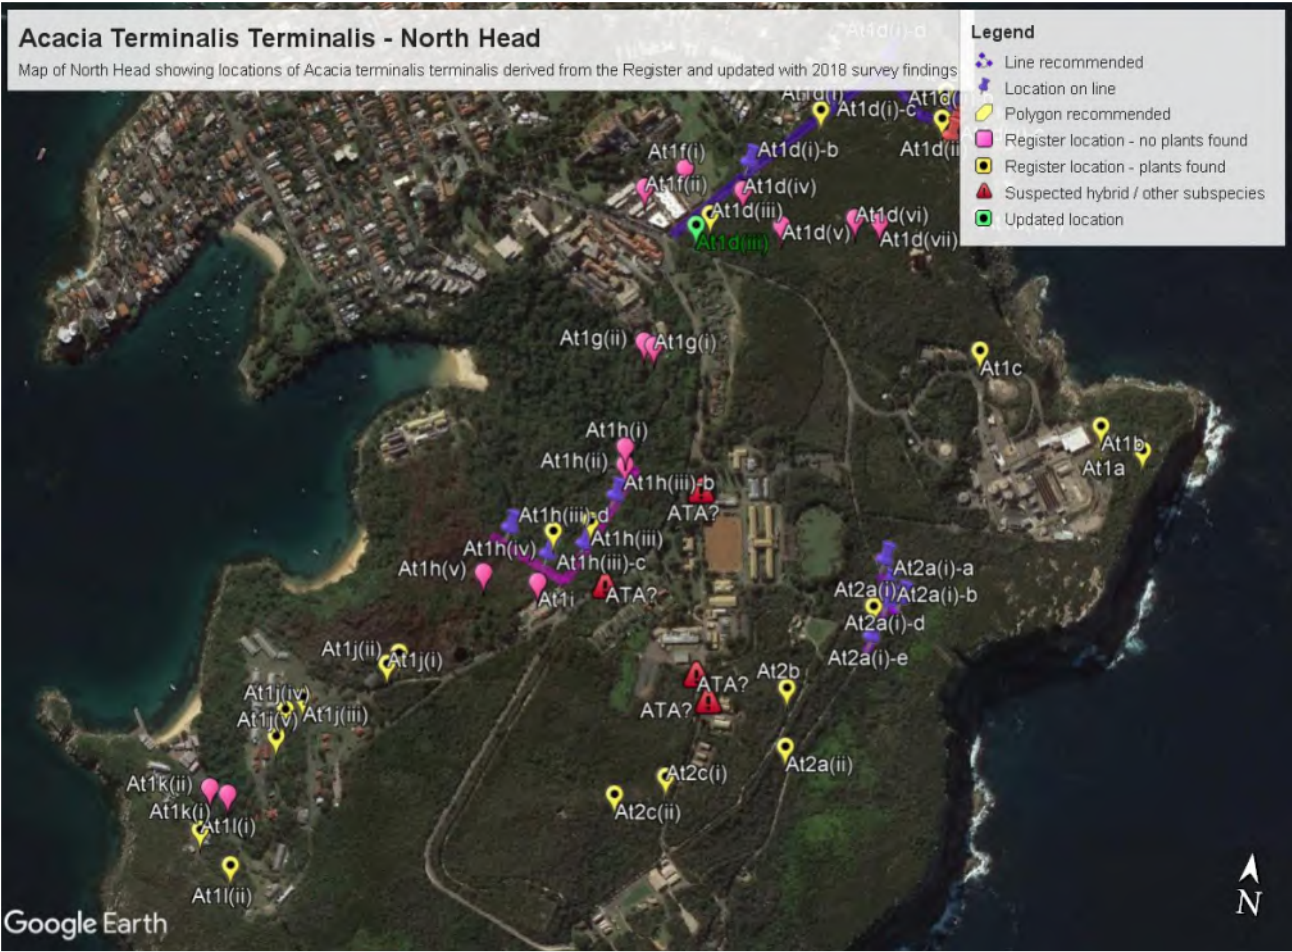 Acacia Terminalis Terminalis - North Head
Map of North Head showing locations of Acacia terminalis terminalis derived from the Register and updated with 2018 survey findings
Legend
Line recommended
Location on line
Polygon recommended
Register location - no plants found
Register location - plants found
Suspected hybrid / other subspecies
Updated location
At1d(i)-d
At1d(i)
At1d(i)-c
At1d(ii
At1d(i)-b
At1f(i)
At1f(ii)
At1d(iv)
At1d(iii)
At1d(iii)
At1d(v)
At1d(vi)
At1d(vii)
At1g(ii)
At1g(i)
At1c
At1b
At1a
At1h(i)
At1h(ii)
At1h(iii)-b
ATA?
At1h(iii)-d
At1h(iii)
At1h(iv)
At1h(iii)-c
At1h(v)
At1i
ATA?
At2a(i)-a
At2a(i)
At2a(i)-b
At2a(i)-d
At2a(i)-e
At1j(ii)
At1j(i)
At1j(iv)
At1j(iii)
At1j(v)
At2b
ATA?
ATA?
At2a(ii)
At2c(i)
At2c(ii)
At1k(ii)
At1k(i)
At1l(i)
At1l(ii)
Google Earth
N